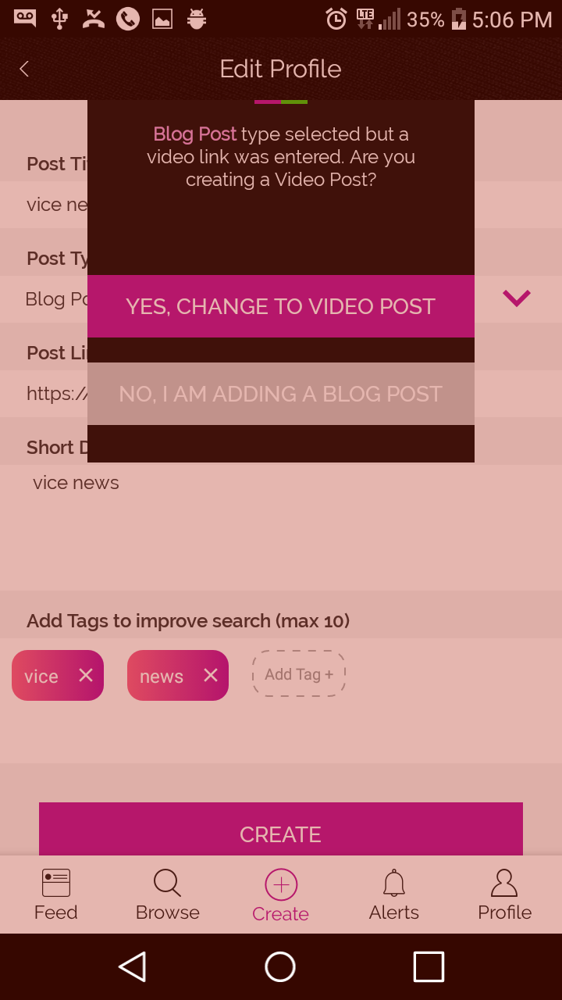 LTE 35% 5:06 PM
Edit Profile
Blog Post type selected but a
video link was entered. Are you
creating a Video Post?
Post Ti
vice ne
Post Ty
YES, CHANGE TO VIDEO POST
Blog Po
Post Li
NO, I AM ADDING A BLOG POST
https://
Short D
vice news
Add Tags to improve search (max 10)
vice
news
Add Tag +
CREATE
Feed
Browse
Create
Alerts
Profile